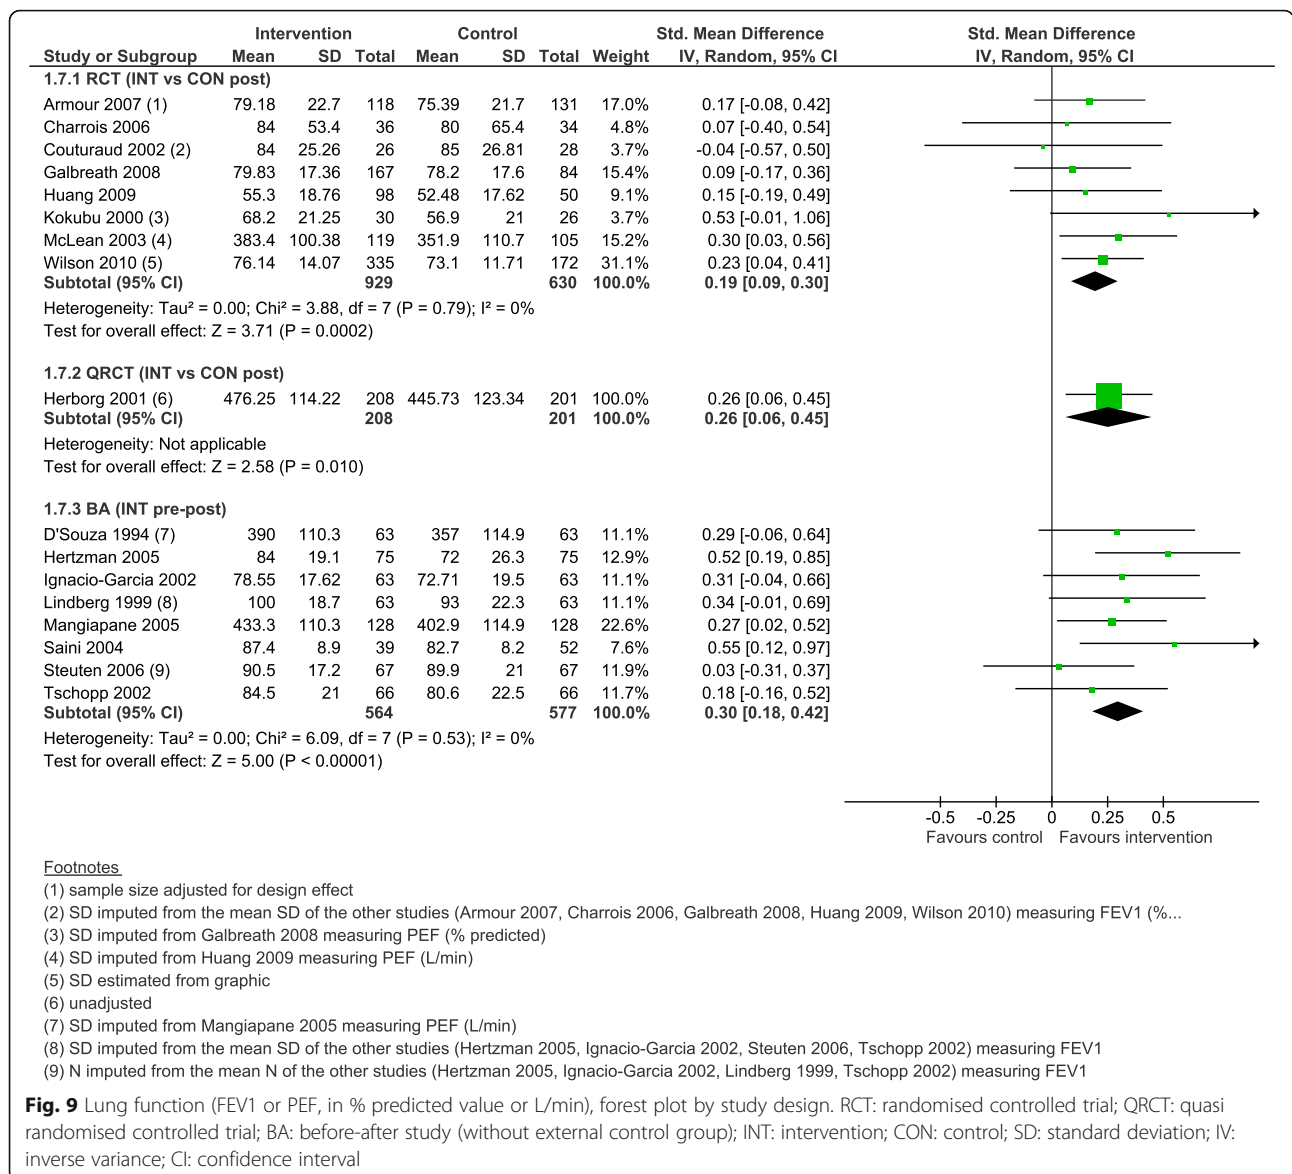 Intervention Control Std. Mean Difference Std. Mean Difference
Study or Subgroup Mean SD Total Mean SD Total Weight IV, Random, 95% CI IV, Random, 95% CI
1.7.1 RCT (INT vs CON post)
Armour 2007 (1) 79.18 22.7 118 75.39 21.7 131 17.0% 0.17 [-0.08, 0.42]
Charrois 2006 84 53.4 36 80 65.4 34 4.8% 0.07 [-0.40, 0.54]
Couturaud 2002 (2) 84 25.26 26 85 26.81 28 3.7% -0.04 [-0.57, 0.50]
Galbreath 2008 79.83 17.36 167 78.2 17.6 84 15.4% 0.09 [-0.17, 0.36]
Huang 2009 55.3 18.76 98 52.48 17.62 50 9.1% 0.15 [-0.19, 0.49]
Kokubu 2000 (3) 68.2 21.25 30 56.9 21 26 3.7% 0.53 [-0.01, 1.06]
McLean 2003 (4) 383.4 100.38 119 351.9 110.7 105 15.2% 0.30 [0.03, 0.56]
Wilson 2010 (5) 76.14 14.07 335 73.1 11.71 172 31.1% 0.23 [0.04, 0.41]
Subtotal (95% CI) 929 630 100.0% 0.19 [0.09, 0.30]
Heterogeneity: Tau² = 0.00; Chi² = 3.88, df = 7 (P = 0.79); I² = 0%
Test for overall effect: Z = 3.71 (P = 0.0002)
1.7.2 QRCT (INT vs CON post)
Herborg 2001 (6) 476.25 114.22 208 445.73 123.34 201 100.0% 0.26 [0.06, 0.45]
Subtotal (95% CI) 208 201 100.0% 0.26 [0.06, 0.45]
Heterogeneity: Not applicable
Test for overall effect: Z = 2.58 (P = 0.010)
1.7.3 BA (INT pre-post)
D'Souza 1994 (7) 390 110.3 63 357 114.9 63 11.1% 0.29 [-0.06, 0.64]
Hertzman 2005 84 19.1 75 72 26.3 75 12.9% 0.52 [0.19, 0.85]
Ignacio-Garcia 2002 78.55 17.62 63 72.71 19.5 63 11.1% 0.31 [-0.04, 0.66]
Lindberg 1999 (8) 100 18.7 63 93 22.3 63 11.1% 0.34 [-0.01, 0.69]
Mangiapane 2005 433.3 110.3 128 402.9 114.9 128 22.6% 0.27 [0.02, 0.52]
Saini 2004 87.4 8.9 39 82.7 8.2 52 7.6% 0.55 [0.12, 0.97]
Steuten 2006 (9) 90.5 17.2 67 89.9 21 67 11.9% 0.03 [-0.31, 0.37]
Tschopp 2002 84.5 21 66 80.6 22.5 66 11.7% 0.18 [-0.16, 0.52]
Subtotal (95% CI) 564 577 100.0% 0.30 [0.18, 0.42]
Heterogeneity: Tau² = 0.00; Chi² = 6.09, df = 7 (P = 0.53); I² = 0%
Test for overall effect: Z = 5.00 (P < 0.00001)
-0.5 -0.25 0 0.25 0.5
Favours control Favours intervention
Footnotes
(1) sample size adjusted for design effect
(2) SD imputed from the mean SD of the other studies (Armour 2007, Charrois 2006, Galbreath 2008, Huang 2009, Wilson 2010) measuring FEV1 (%...
(3) SD imputed from Galbreath 2008 measuring PEF (% predicted)
(4) SD imputed from Huang 2009 measuring PEF (L/min)
(5) SD estimated from graphic
(6) unadjusted
(7) SD imputed from Mangiapane 2005 measuring PEF (L/min)
(8) SD imputed from the mean SD of the other studies (Hertzman 2005, Ignacio-Garcia 2002, Steuten 2006, Tschopp 2002) measuring FEV1
(9) N imputed from the mean N of the other studies (Hertzman 2005, Ignacio-Garcia 2002, Lindberg 1999, Tschopp 2002) measuring FEV1
Fig. 9 Lung function (FEV1 or PEF, in % predicted value or L/min), forest plot by study design. RCT: randomised controlled trial; QRCT: quasi
randomised controlled trial; BA: before-after study (without external control group); INT: intervention; CON: control; SD: standard deviation; IV:
inverse variance; CI: confidence interval